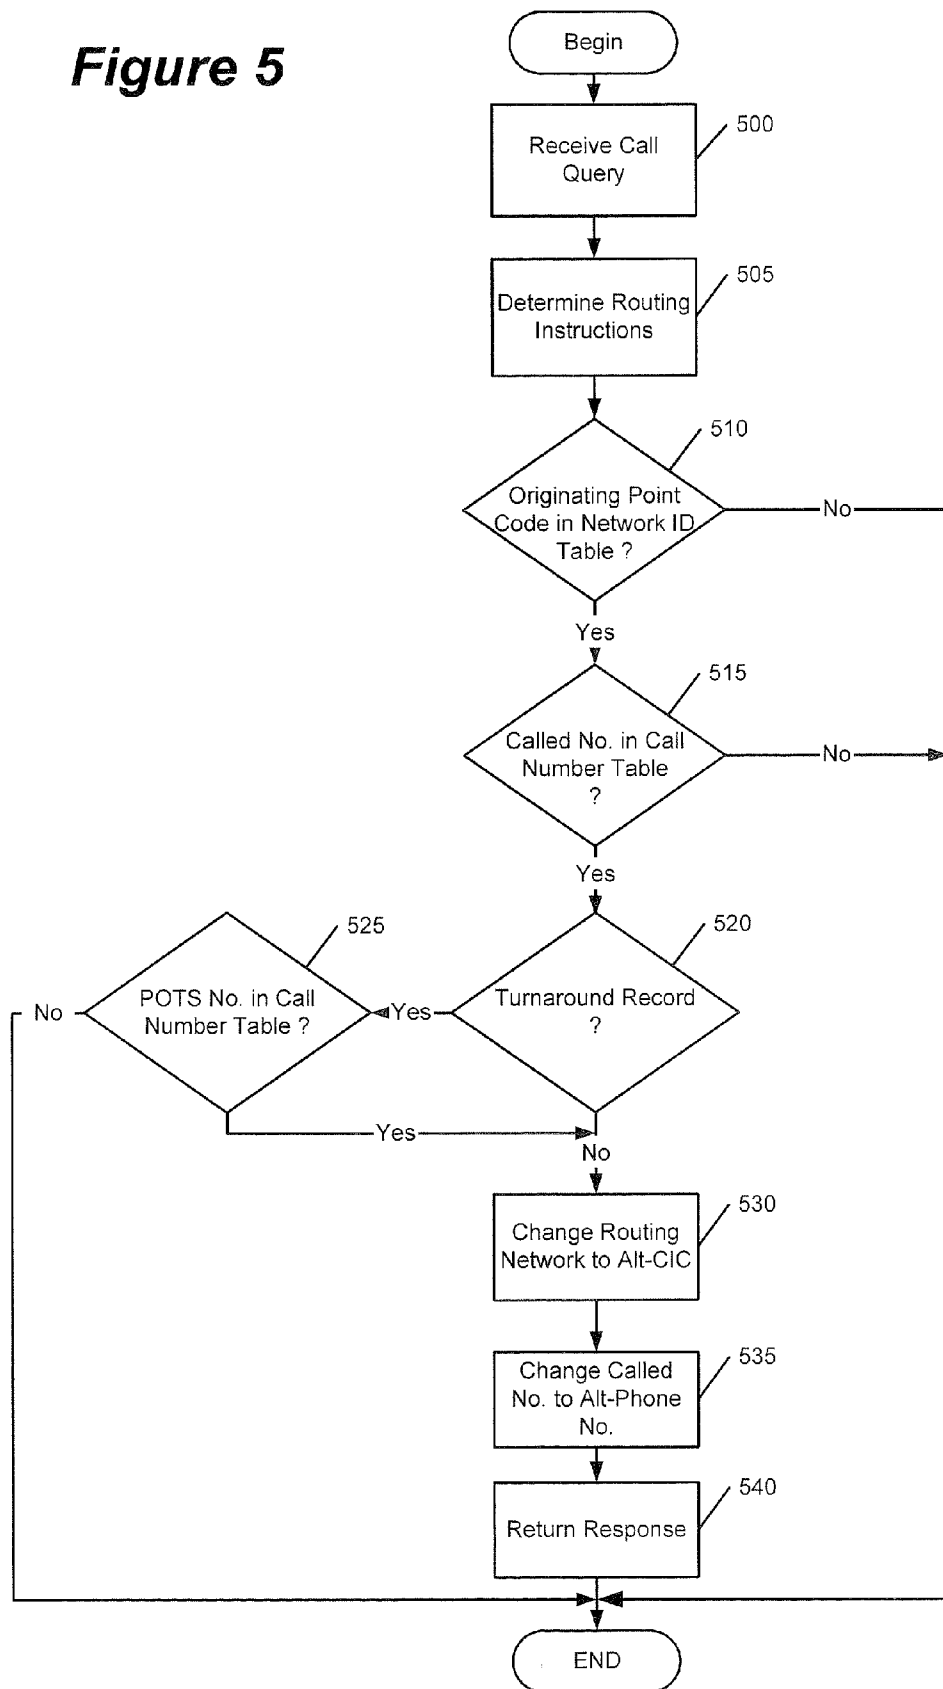 Figure 5
Begin
Receive Call
Query
500
Determine Routing
Instructions
505
Originating Point
Code in Network ID
Table ?
510
No
Yes
Called No. in Call
Number Table
?
515
No
Yes
Turnaround Record
?
520
Yes
POTS No. in Call
Number Table ?
525
No
Yes
No
Change Routing
Network to Alt-CIC
530
Change Called
No. to Alt-Phone
No.
535
Return Response
540
END